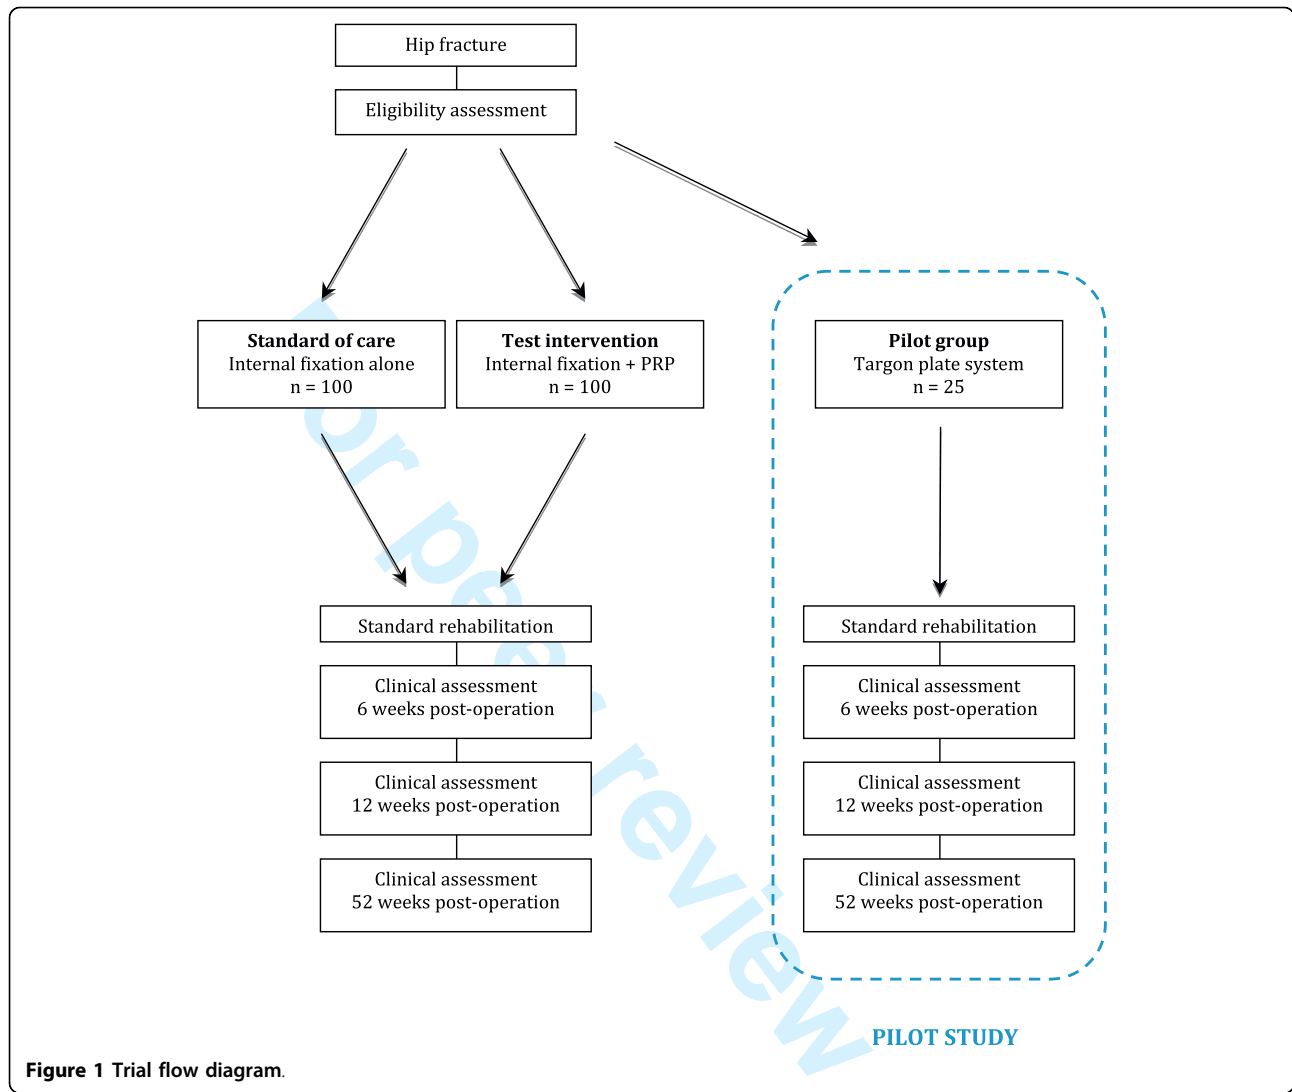 Hip fracture
Eligibility assessment
Standard of care
Internal fixation alone
n = 100
Test intervention
Internal fixation + PRP
n = 100
Pilot group
Targon plate system
n = 25
Standard rehabilitation
Clinical assessment
6 weeks post-operation
Clinical assessment
12 weeks post-operation
Clinical assessment
52 weeks post-operation
Standard rehabilitation
Clinical assessment
6 weeks post-operation
Clinical assessment
12 weeks post-operation
Clinical assessment
52 weeks post-operation
PILOT STUDY
For peer review
Figure 1 Trial flow diagram.